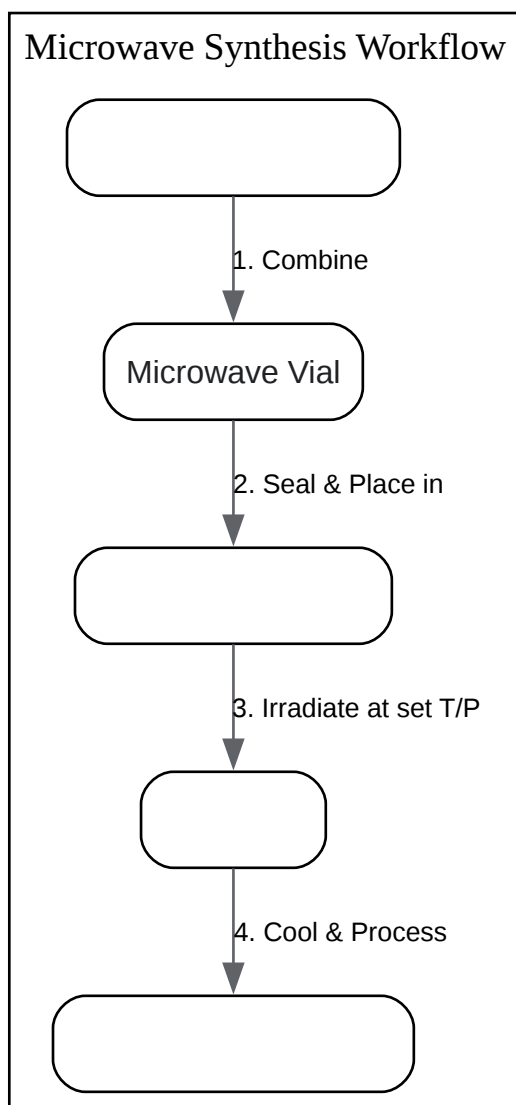 Microwave Synthesis Workflow
1. Combine
Microwave Vial
2. Seal & Place in
3. Irradiate at set T/P
4. Cool & Process